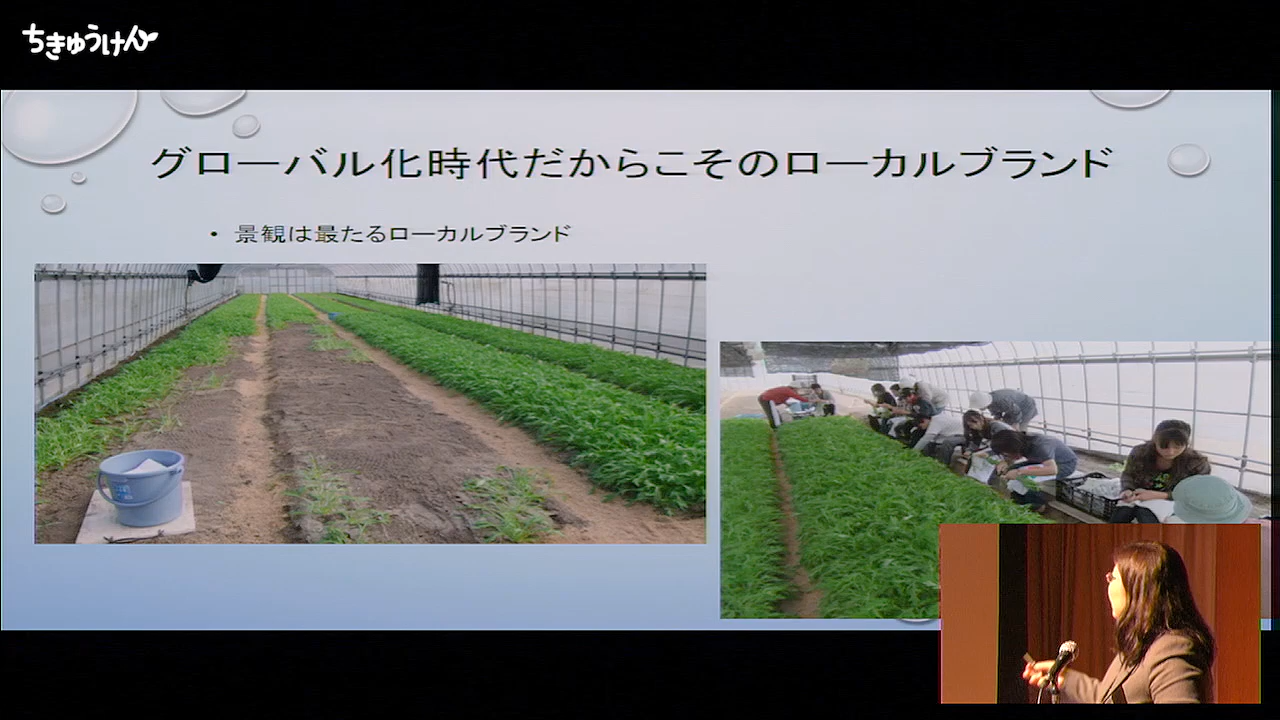 ちきゅうけん
グローバル化時代だからこそのローカルブランド
• 景観は最たるローカルブランド